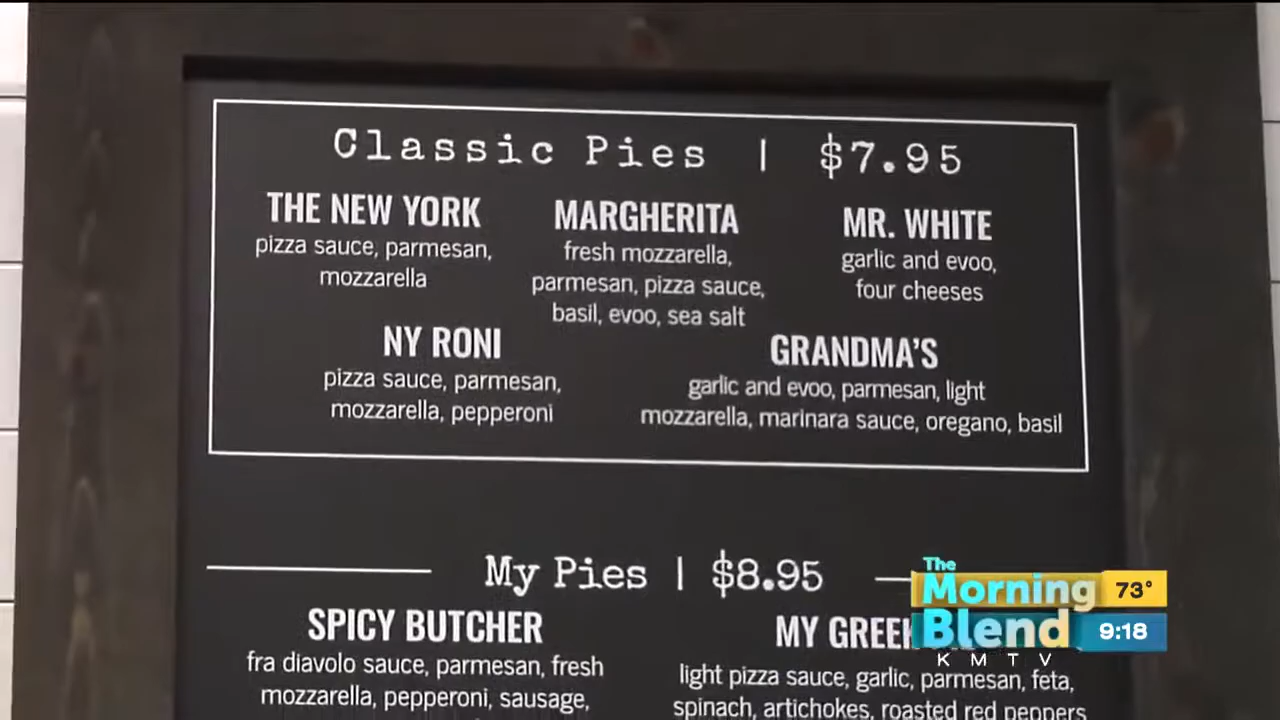 Classic Pies | $7.95
THE NEW YORK
pizza sauce, parmesan,
mozzarella
MARGHERITA
fresh mozzarella,
parmesan, pizza sauce,
basil, evoo, sea salt
MR. WHITE
garlic and evoo,
four cheeses
NY RONI
pizza sauce, parmesan,
mozzarella, pepperoni
GRANDMA'S
garlic and evoo, parmesan, light
mozzarella, marinara sauce, oregano, basil
My Pies | $8.95
SPICY BUTCHER
fra diavolo sauce, parmesan, fresh
mozzarella, pepperoni, sausage,
MY GREEK
light pizza sauce, garlic, parmesan, feta,
spinach, artichokes, roasted red peppers
The
Morning 73°
Blend 9:18
KMTV